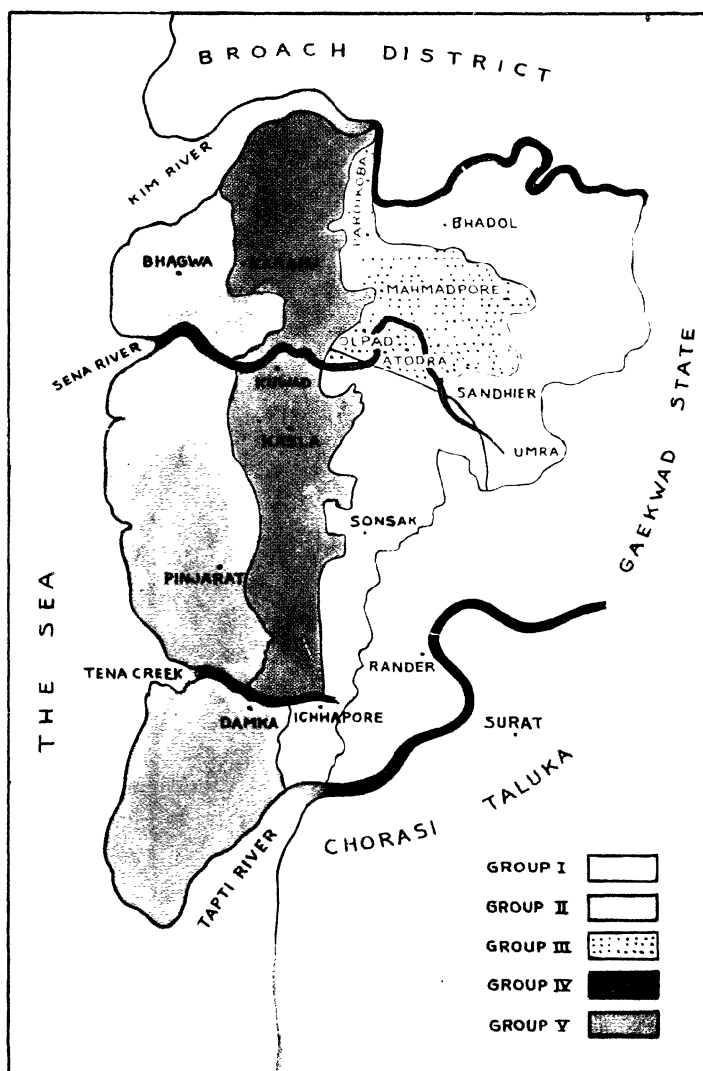 BROACH DISTRICT
KIM RIVER
PARDIKOBA
BHADOL
BHAGWA
MAHMADPORE
SENA RIVER
OLPAD
ATODRA
KUWAD
SANDHIER
KASLA
UMRA
GAEKWAD STATE
SONSAK
THE SEA
PINJARAT
RANDER
TENA CREEK
DAMKA
ICHHAPORE
SURAT
CHORASI TALUKA
TAPTI RIVER
GROUP I
GROUP II
GROUP III
GROUP IV
GROUP V